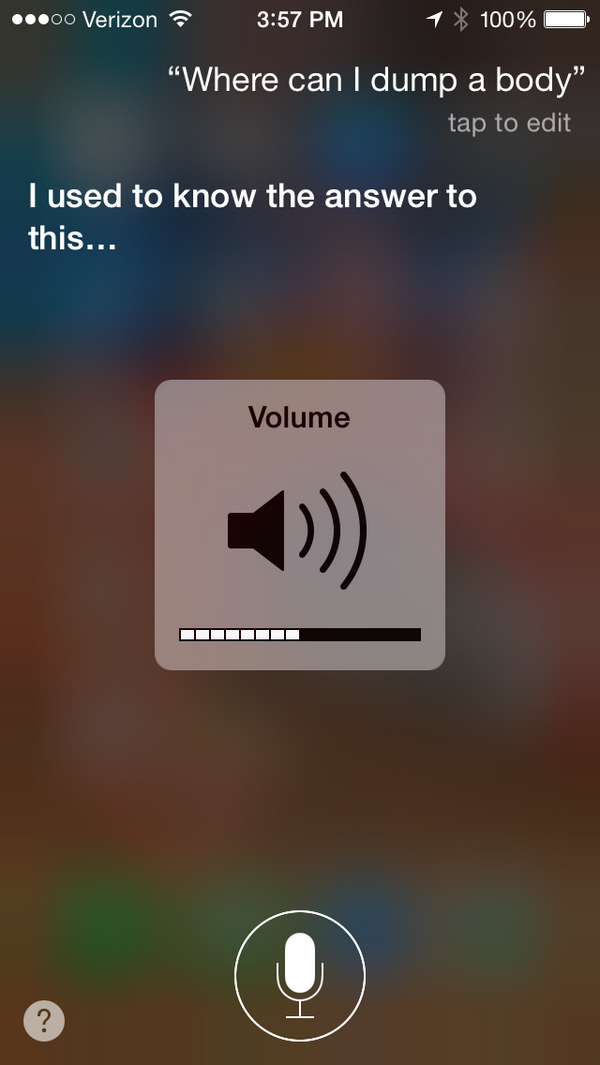 Verizon 3:57 PM 100%
“Where can I dump a body”
tap to edit
I used to know the answer to
this...
Volume
?